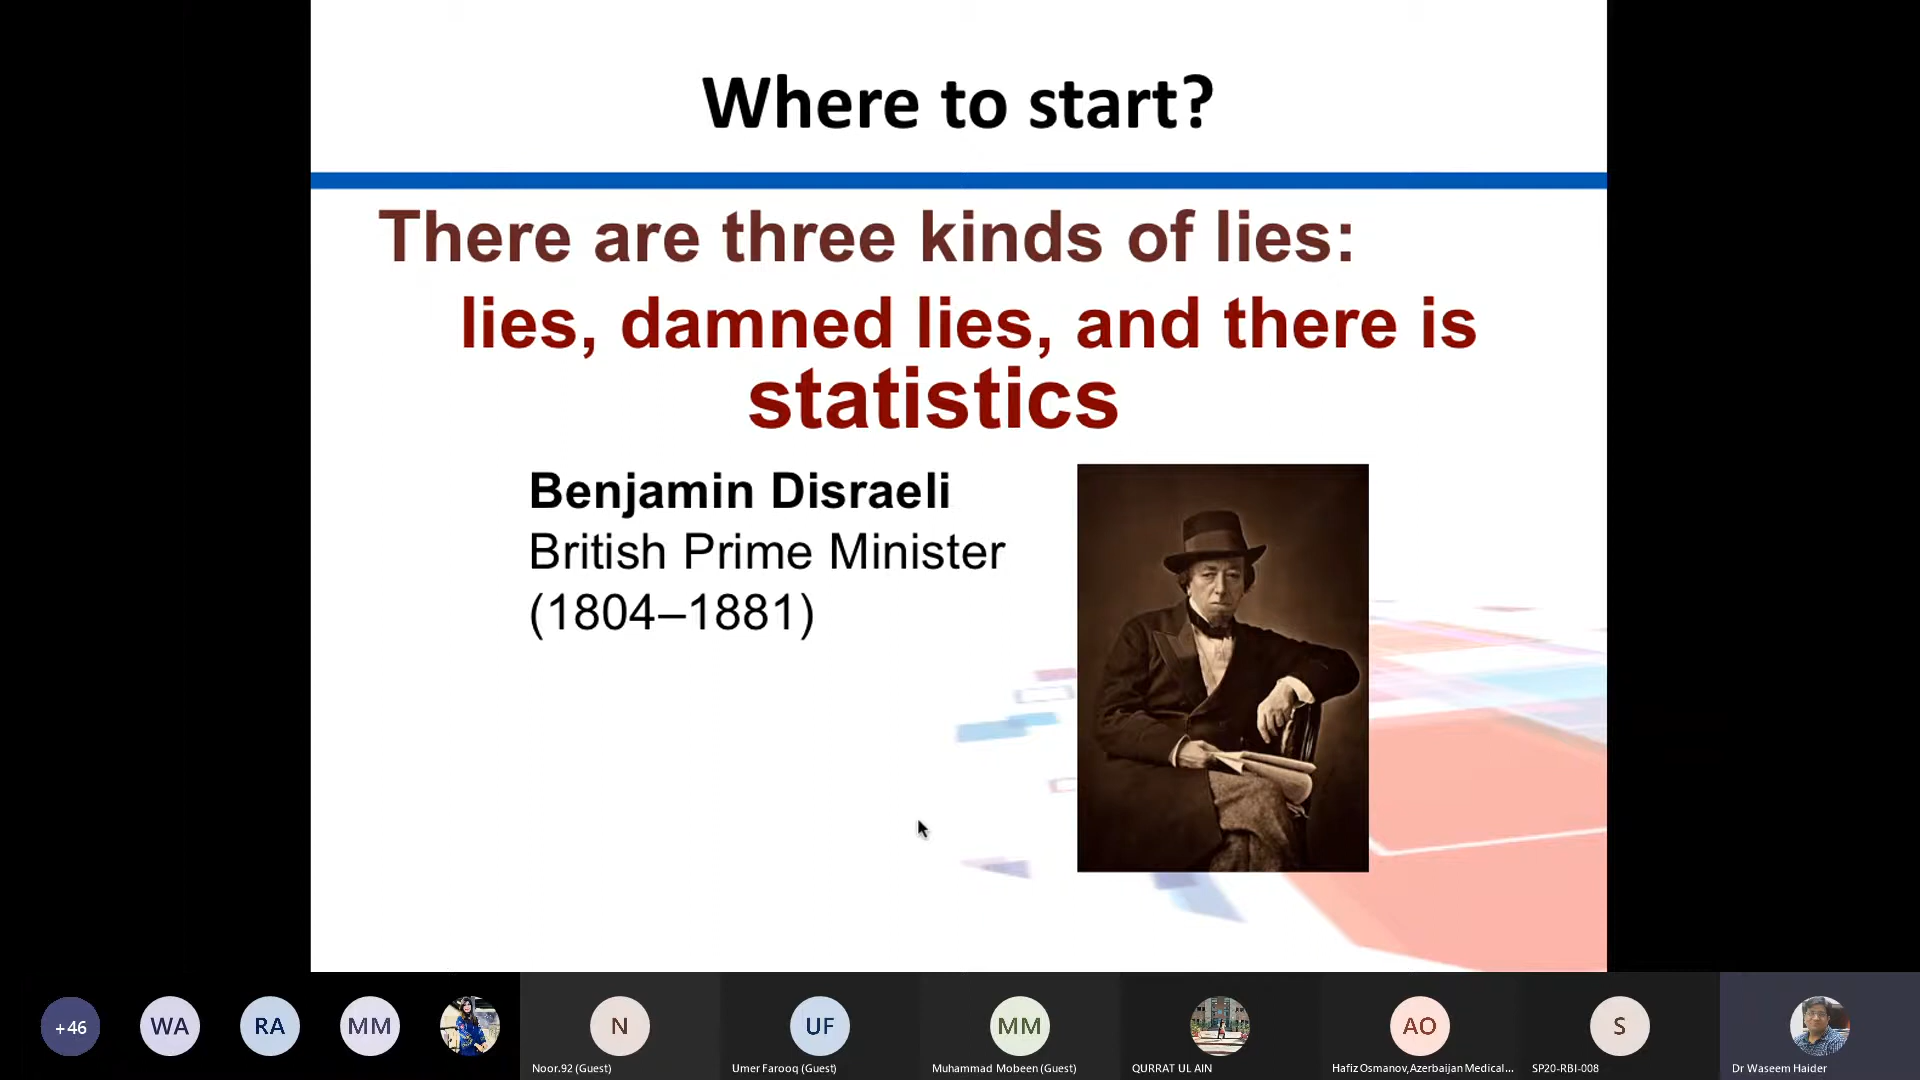 Where to start?
There are three kinds of lies:
lies, damned lies, and there is
statistics
Benjamin Disraeli
British Prime Minister
(1804–1881)
+46
WA
RA
MM
N
UF
MM
AO
S
Noor.92 (Guest)
Umer Farooq (Guest)
Muhammad Mobeen (Guest)
QURRAT UL AIN
Hafiz Osmanov,Azerbaijan Medical...
SP20-RBI-008
Dr Waseem Haider